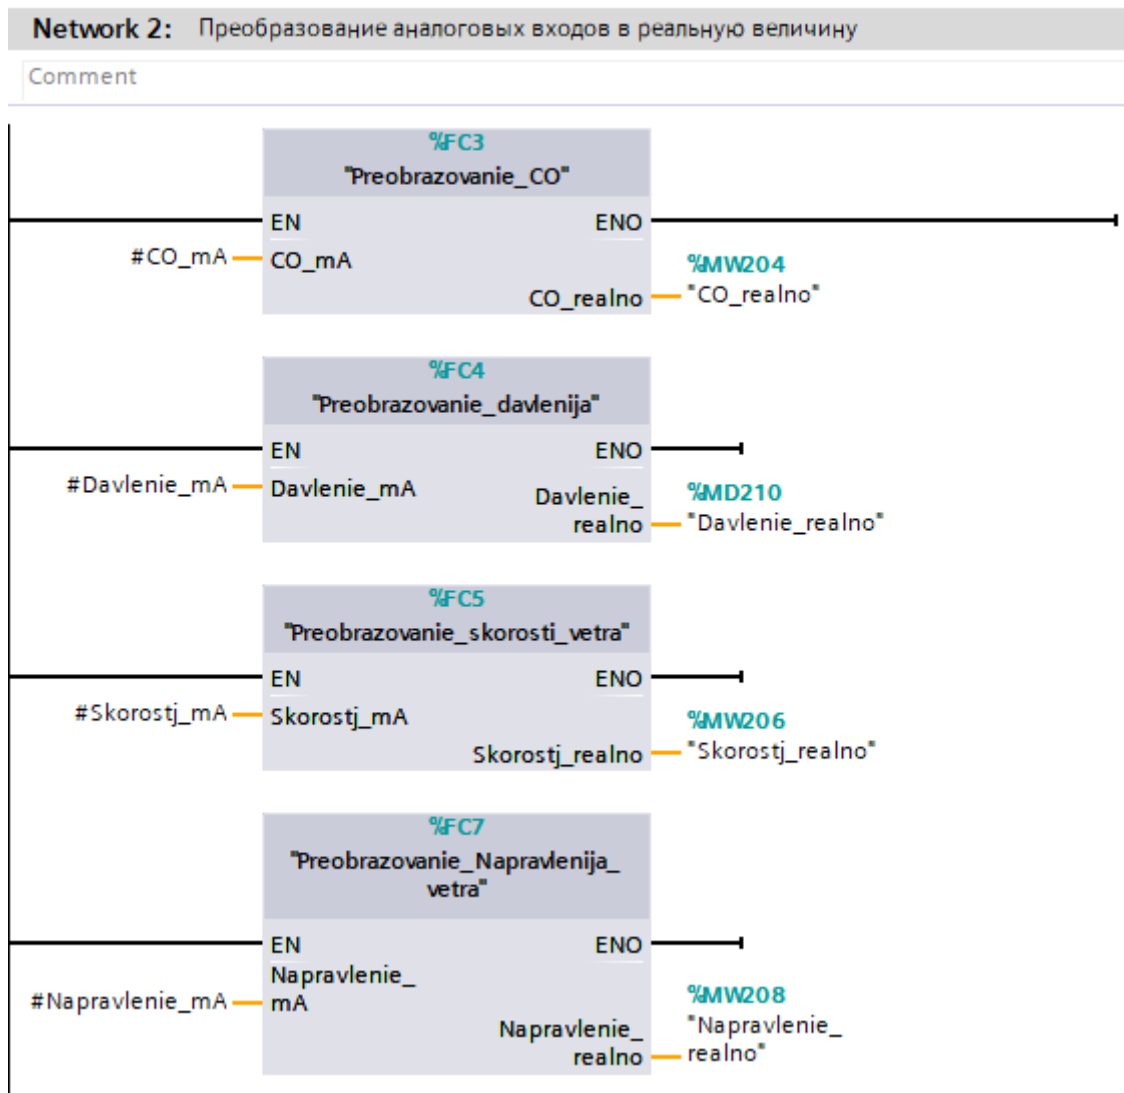 Network 2: Преобразование аналоговых входов в реальную величину
Comment
%FC3
"Preobrazovanie_CO"
EN ENO
#CO_mA CO_mA
%MW204
CO_realno "CO_realno"
%FC4
"Preobrazovanie_davlenija"
EN ENO
#Davlenie_mA Davlenie_mA
Davlenie_ %MD210
realno "Davlenie_realno"
%FC5
"Preobrazovanie_skorosti_vetra"
EN ENO
#Skorostj_mA Skorostj_mA
%MW206
Skorostj_realno "Skorostj_realno"
%FC7
"Preobrazovanie_Napravlenija_
vetra"
EN ENO
Napravlenie_
#Napravlenie_mA mA
%MW208
Napravlenie_ "Napravlenie_
realno realno"